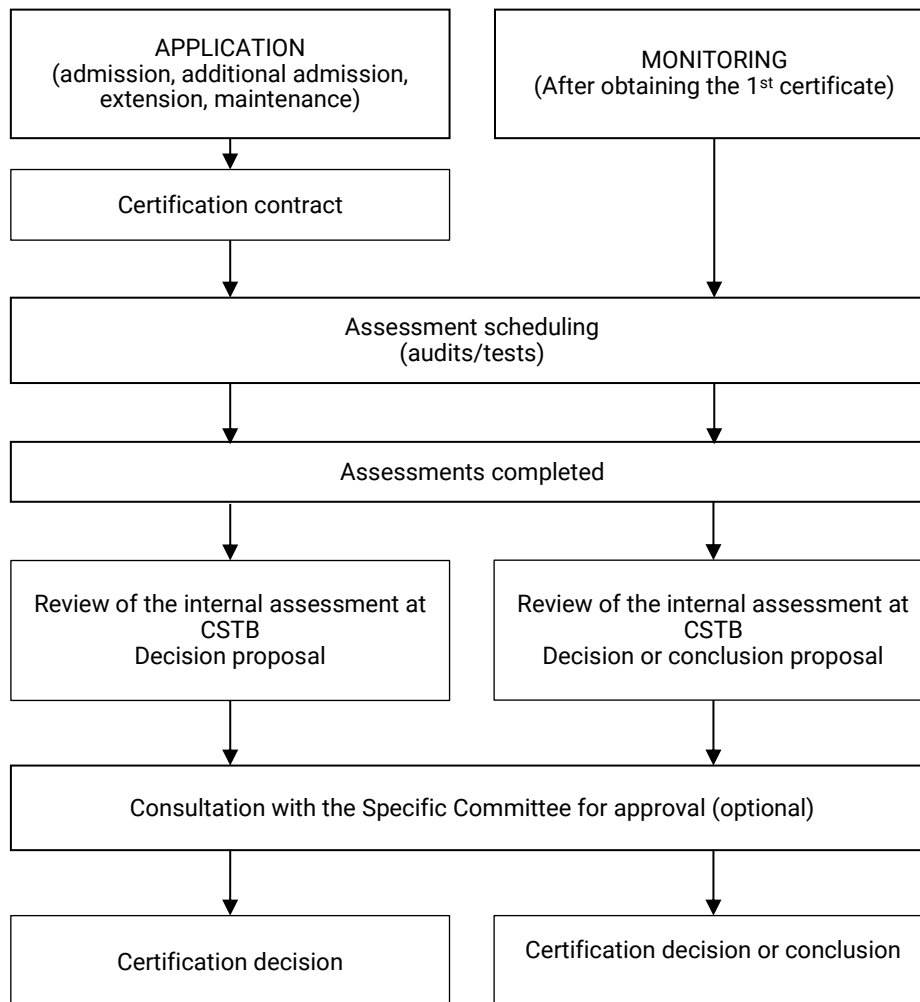 APPLICATION
(admission, additional admission,
extension, maintenance)
MONITORING
(After obtaining the 1st certificate)
Certification contract
Assessment scheduling
(audits/tests)
Assessments completed
Review of the internal assessment at
CSTB
Decision proposal
Review of the internal assessment at
CSTB
Decision or conclusion proposal
Consultation with the Specific Committee for approval (optional)
Certification decision
Certification decision or conclusion